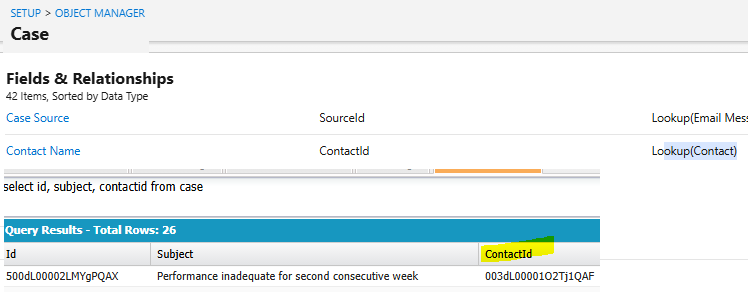 SETUP > OBJECT MANAGER
Case
Fields & Relationships
42 Items, Sorted by Data Type
Case Source SourceId Lookup(Email Mess
Contact Name ContactId Lookup(Contact)
select id, subject, contactid from case
Query Results - Total Rows: 26
Id Subject ContactId
500dL00002LMYgPQAX Performance inadequate for second consecutive week 003dL00001O2Tj1QAF